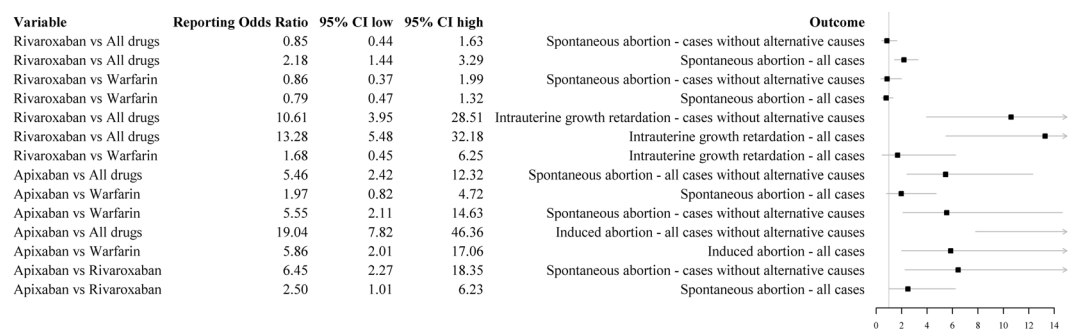 Variable Reporting Odds Ratio 95% CI low 95% CI high Outcome
Rivaroxaban vs All drugs 0.85 0.44 1.63 Spontaneous abortion - cases without alternative causes
Rivaroxaban vs All drugs 2.18 1.44 3.29 Spontaneous abortion - all cases
Rivaroxaban vs Warfarin 0.86 0.37 1.99 Spontaneous abortion - cases without alternative causes
Rivaroxaban vs Warfarin 0.79 0.47 1.32 Spontaneous abortion - all cases
Rivaroxaban vs All drugs 10.61 3.95 28.51 Intrauterine growth retardation - cases without alternative causes
Rivaroxaban vs All drugs 13.28 5.48 32.18 Intrauterine growth retardation - all cases
Rivaroxaban vs Warfarin 1.68 0.45 6.25 Intrauterine growth retardation - all cases
Apixaban vs All drugs 5.46 2.42 12.32 Spontaneous abortion - all cases without alternative causes
Apixaban vs Warfarin 1.97 0.82 4.72 Spontaneous abortion - all cases
Apixaban vs Warfarin 5.55 2.11 14.63 Spontaneous abortion - cases without alternative causes
Apixaban vs All drugs 19.04 7.82 46.36 Induced abortion - all cases without alternative causes
Apixaban vs Warfarin 5.86 2.01 17.06 Induced abortion - all cases
Apixaban vs Rivaroxaban 6.45 2.27 18.35 Spontaneous abortion - cases without alternative causes
Apixaban vs Rivaroxaban 2.50 1.01 6.23 Spontaneous abortion - all cases
0 2 4 6 8 10 12 14